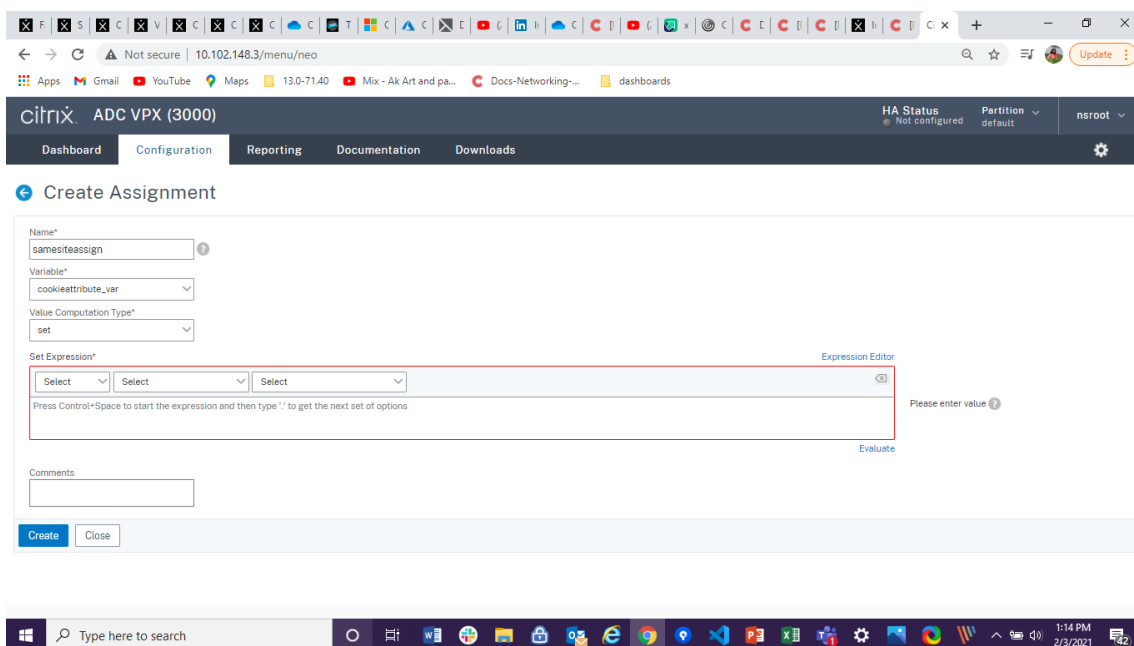 Not secure | 10.102.148.3/menu/neo
Update
Apps Gmail YouTube Maps 13.0-71.40 Mix - Ak Art and pa... Docs-Networking-... dashboards
citrix. ADC VPX (3000)
HA Status
Not configured
Partition
default
nsroot
Dashboard Configuration Reporting Documentation Downloads
Create Assignment
Name*
samesiteassign
Variable*
cookieattribute_var
Value Computation Type*
set
Set Expression*
Expression Editor
Select Select Select
Press Control+Space to start the expression and then type '.' to get the next set of options
Please enter value
Evaluate
Comments
Create Close
Type here to search
1:14 PM
2/3/2021
42